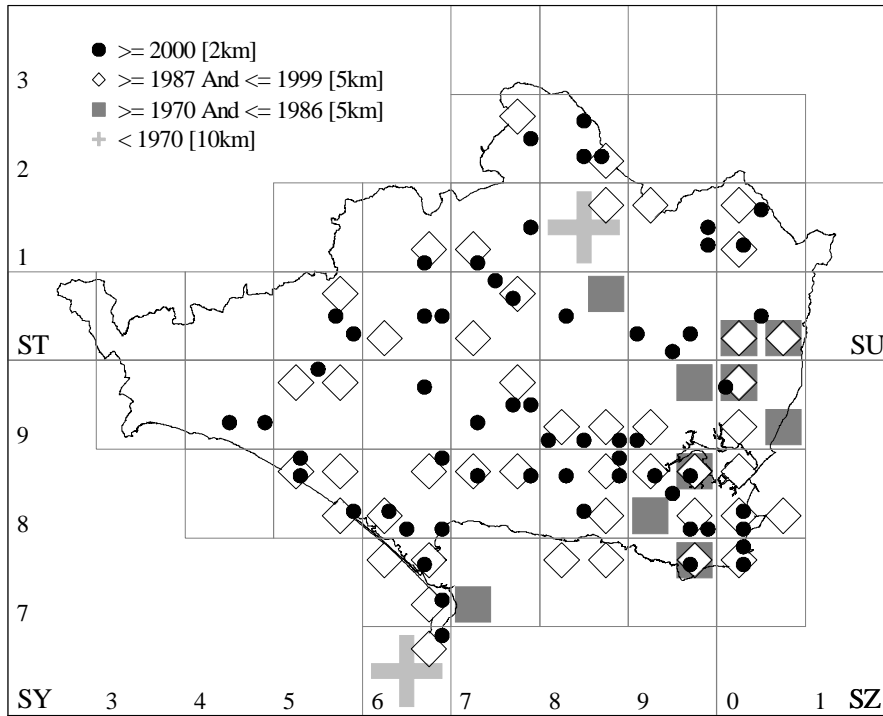 >= 2000 [2km]
>= 1987 And <= 1999 [5km]
>= 1970 And <= 1986 [5km]
< 1970 [10km]
3
2
1
ST SU
9
8
7
SY 3 4 5 6 7 8 9 0 1 SZ